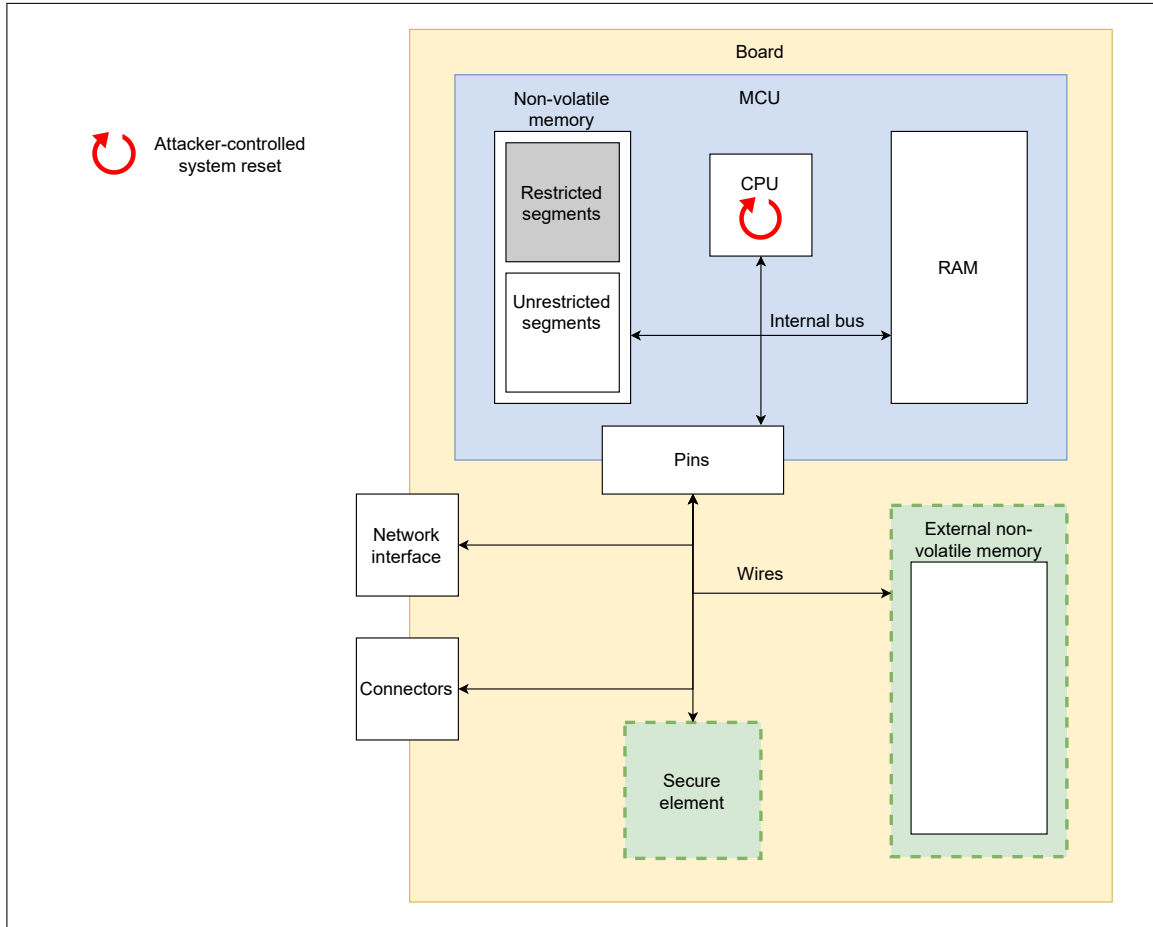 Board
MCU
Non-volatile
memory
Attacker-controlled
system reset
Restricted
segments
CPU
RAM
Unrestricted
segments
Internal bus
Pins
Network
interface
External non-
volatile memory
Wires
Connectors
Secure
element